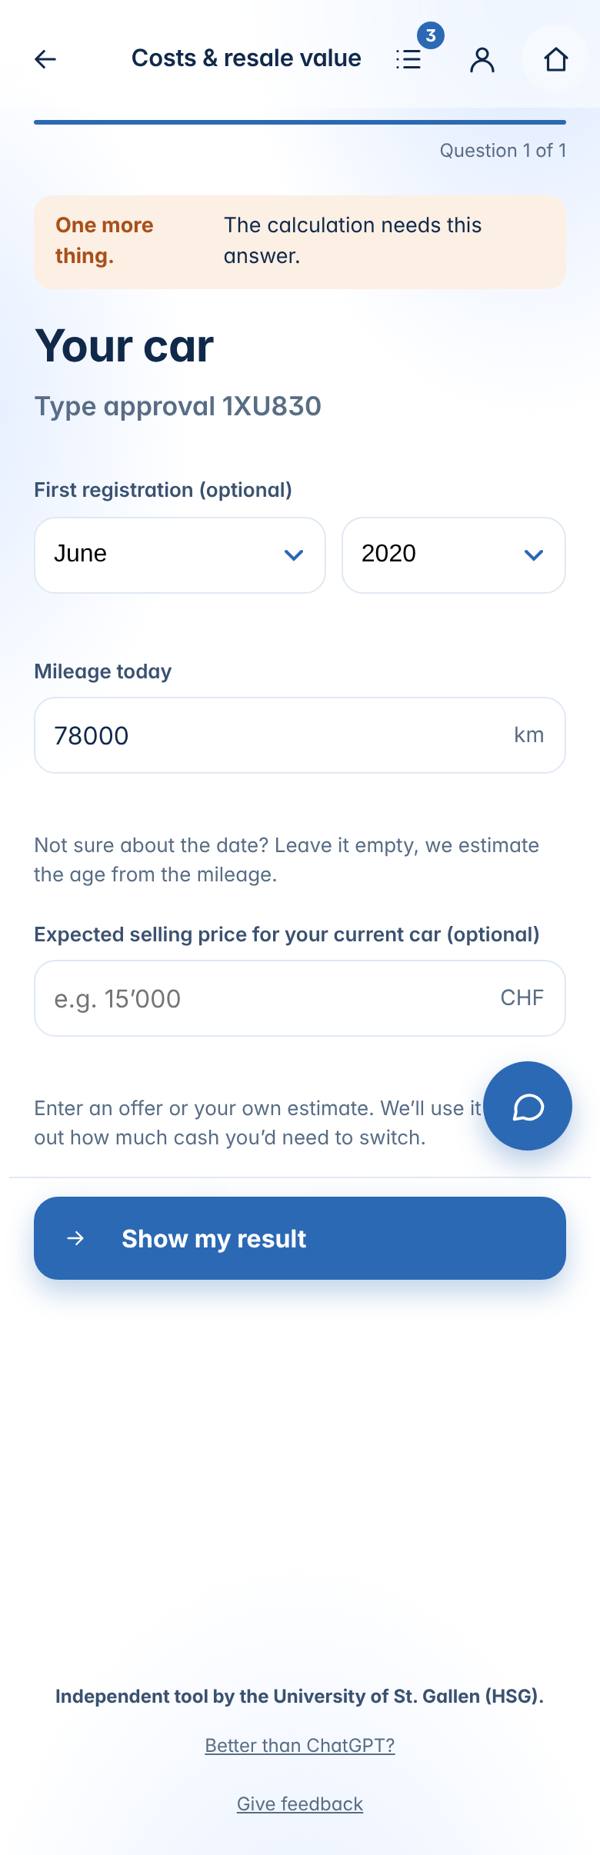 Costs & resale value
3
Question 1 of 1
One more
thing.
The calculation needs this
answer.
Your car
Type approval 1XU830
First registration (optional)
June
2020
Mileage today
78000
km
Not sure about the date? Leave it empty, we estimate
the age from the mileage.
Expected selling price for your current car (optional)
e.g. 15’000
CHF
Enter an offer or your own estimate. We’ll use it
out how much cash you’d need to switch.
Show my result
Independent tool by the University of St. Gallen (HSG).
Better than ChatGPT?
Give feedback